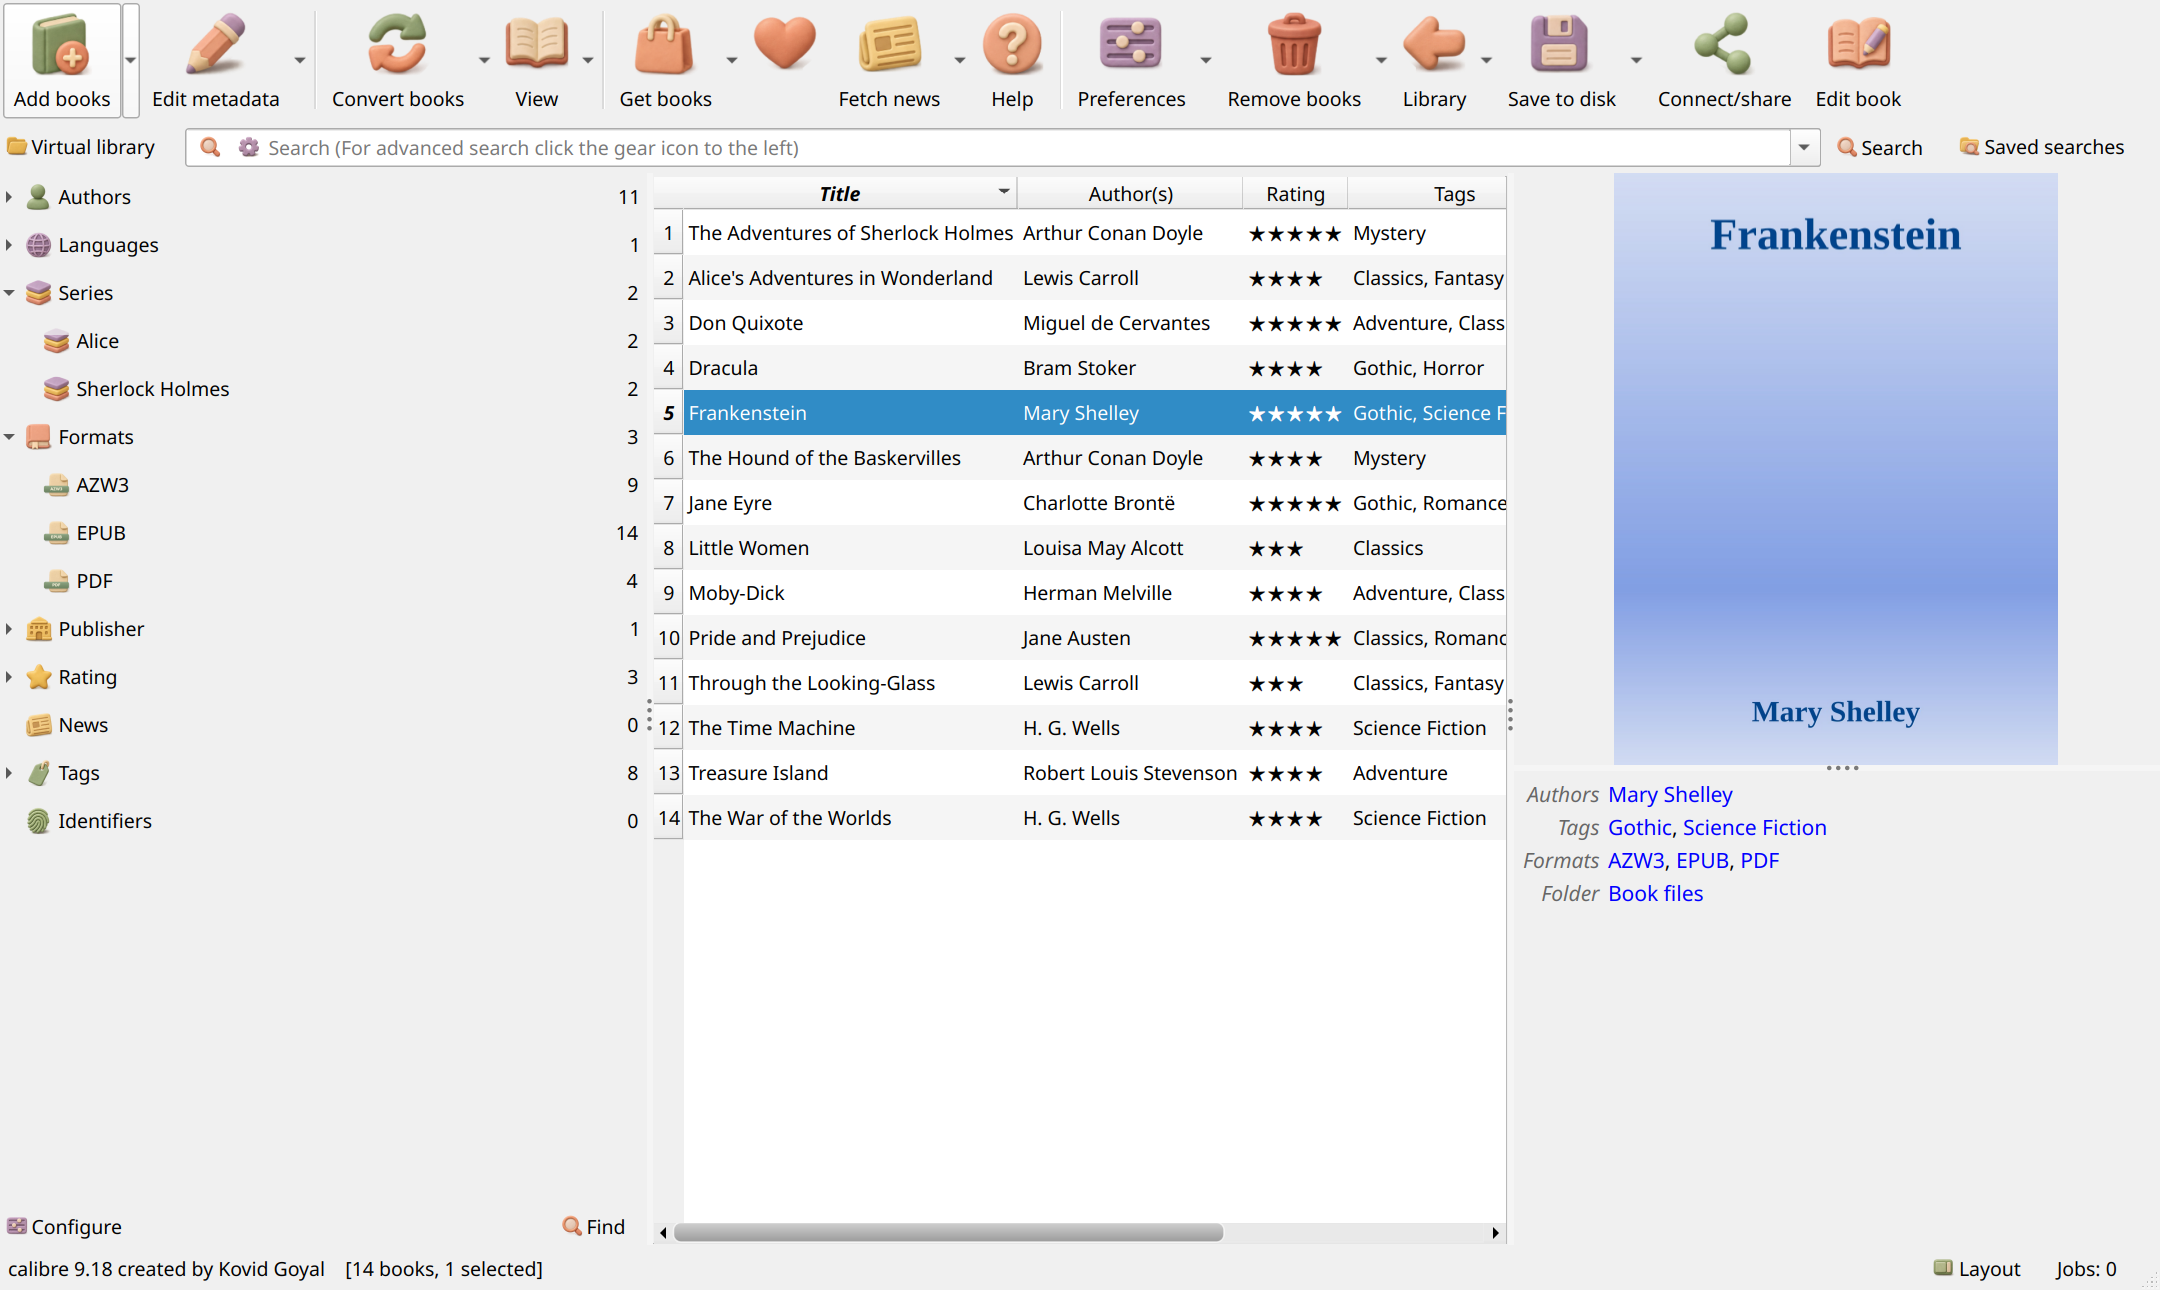 Add books Edit metadata Convert books View Get books Fetch news Help Preferences Remove books Library Save to disk Connect/share Edit book
Virtual library Search (For advanced search click the gear icon to the left) Search Saved searches
Authors 11
Languages 1
Series 2
Alice 2
Sherlock Holmes 2
Formats 3
AZW3 9
EPUB 14
PDF 4
Publisher 1
Rating 3
News 0
Tags 8
Identifiers 0
Configure Find
Title Author(s) Rating Tags
1 The Adventures of Sherlock Holmes Arthur Conan Doyle ★★★★★ Mystery
2 Alice's Adventures in Wonderland Lewis Carroll ★★★★ Classics, Fantasy
3 Don Quixote Miguel de Cervantes ★★★★★ Adventure, Class
4 Dracula Bram Stoker ★★★★ Gothic, Horror
5 Frankenstein Mary Shelley ★★★★★ Gothic, Science F
6 The Hound of the Baskervilles Arthur Conan Doyle ★★★★ Mystery
7 Jane Eyre Charlotte Brontë ★★★★★ Gothic, Romance
8 Little Women Louisa May Alcott ★★★ Classics
9 Moby-Dick Herman Melville ★★★★ Adventure, Class
10 Pride and Prejudice Jane Austen ★★★★★ Classics, Romanc
11 Through the Looking-Glass Lewis Carroll ★★★ Classics, Fantasy
12 The Time Machine H. G. Wells ★★★★ Science Fiction
13 Treasure Island Robert Louis Stevenson ★★★★ Adventure
14 The War of the Worlds H. G. Wells ★★★★ Science Fiction
Frankenstein
Mary Shelley
Authors Mary Shelley
Tags Gothic, Science Fiction
Formats AZW3, EPUB, PDF
Folder Book files
calibre 9.18 created by Kovid Goyal [14 books, 1 selected] Layout Jobs: 0